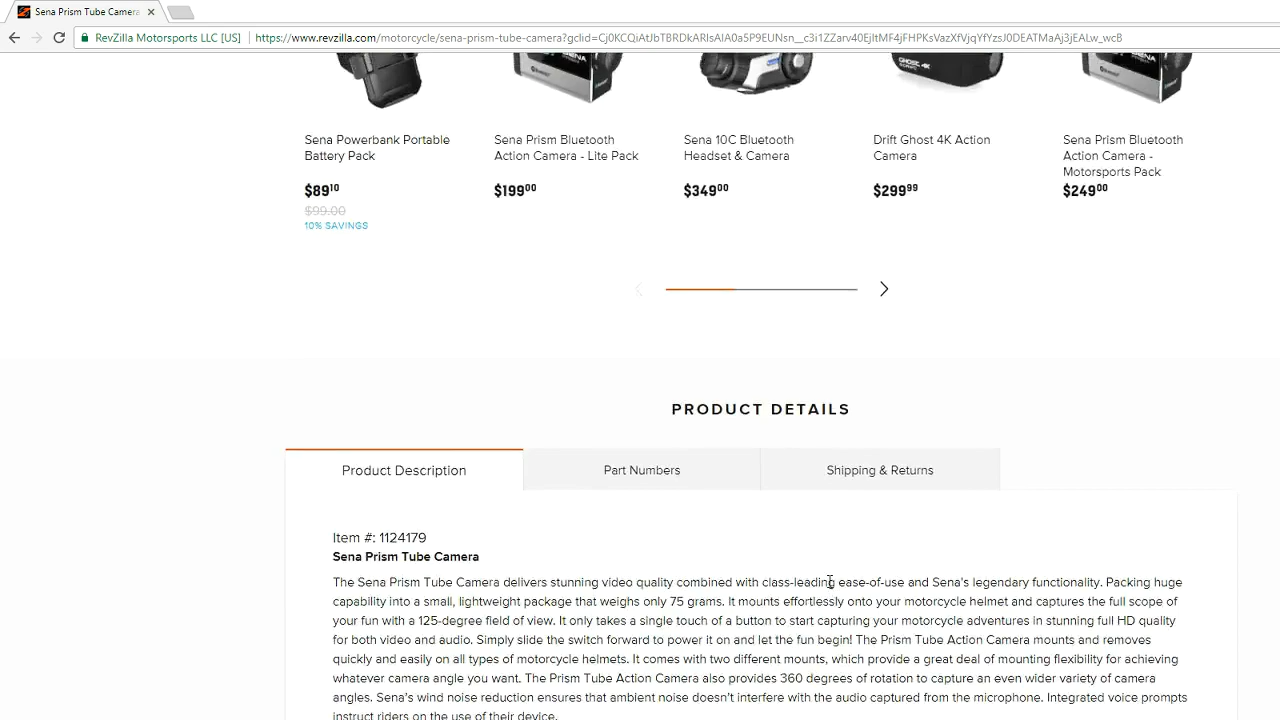 Sena Prism Tube Camera
RevZilla Motorsports LLC [US]
https://www.revzilla.com/motorcycle/sena-prism-tube-camera?gclid=Cj0KCQiAtJbTBRDkARIsAIA0a5P9EUNsn__c3i1ZZarv40EjltMF4jFHPKsVazXfVjqYfYzsJ0DEATMaAj3jEALw_wcB
SENA
GHOST 4K
SENA
Sena Powerbank Portable
Battery Pack
$89¹⁰
$99.00
10% SAVINGS
Sena Prism Bluetooth
Action Camera - Lite Pack
$199⁰⁰
Sena 10C Bluetooth
Headset & Camera
$349⁰⁰
Drift Ghost 4K Action
Camera
$299⁹⁹
Sena Prism Bluetooth
Action Camera -
Motorsports Pack
$249⁰⁰
PRODUCT DETAILS
Product Description
Part Numbers
Shipping & Returns
Item #: 1124179
Sena Prism Tube Camera
The Sena Prism Tube Camera delivers stunning video quality combined with class-leading ease-of-use and Sena's legendary functionality. Packing huge
capability into a small, lightweight package that weighs only 75 grams. It mounts effortlessly onto your motorcycle helmet and captures the full scope of
your fun with a 125-degree field of view. It only takes a single touch of a button to start capturing your motorcycle adventures in stunning full HD quality
for both video and audio. Simply slide the switch forward to power it on and let the fun begin! The Prism Tube Action Camera mounts and removes
quickly and easily on all types of motorcycle helmets. It comes with two different mounts, which provide a great deal of mounting flexibility for achieving
whatever camera angle you want. The Prism Tube Action Camera also provides 360 degrees of rotation to capture an even wider variety of camera
angles. Sena's wind noise reduction ensures that ambient noise doesn't interfere with the audio captured from the microphone. Integrated voice prompts
instruct riders on the use of their device.